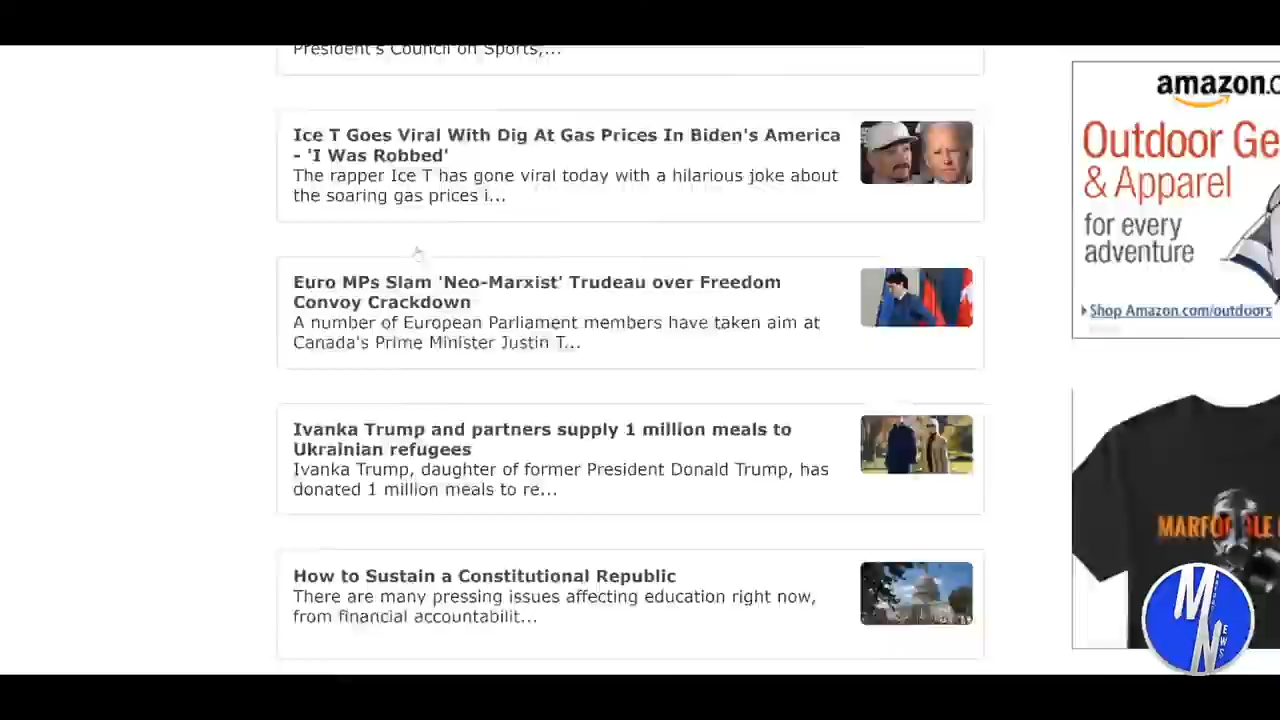 President's Council on Sports,...
Ice T Goes Viral With Dig At Gas Prices In Biden's America
- 'I Was Robbed'
The rapper Ice T has gone viral today with a hilarious joke about
the soaring gas prices i...
Euro MPs Slam 'Neo-Marxist' Trudeau over Freedom
Convoy Crackdown
A number of European Parliament members have taken aim at
Canada's Prime Minister Justin T...
Ivanka Trump and partners supply 1 million meals to
Ukrainian refugees
Ivanka Trump, daughter of former President Donald Trump, has
donated 1 million meals to re...
How to Sustain a Constitutional Republic
There are many pressing issues affecting education right now,
from financial accountabilit...
amazon.c
Outdoor Ge
& Apparel
for every
adventure
Shop Amazon.com/outdoors
MN